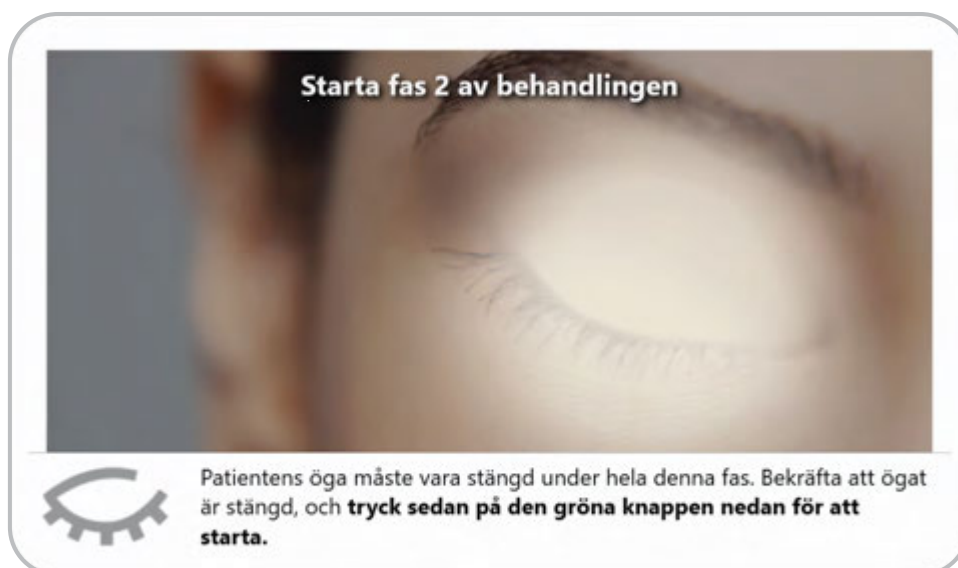 Starta fas 2 av behandlingen
Patientens öga måste vara stängd under hela denna fas. Bekräfta att ögat
är stängd, och tryck sedan på den gröna knappen nedan för att
starta.